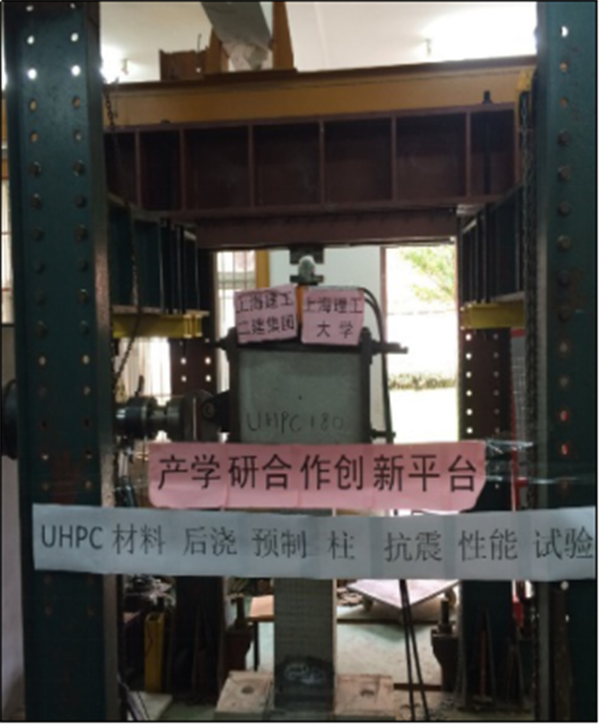 上海建工
二建集团
上海理工
大学
UHPC180
产学研合作创新平台
UHPC 材料 后浇 预制 柱 抗震 性能 试验